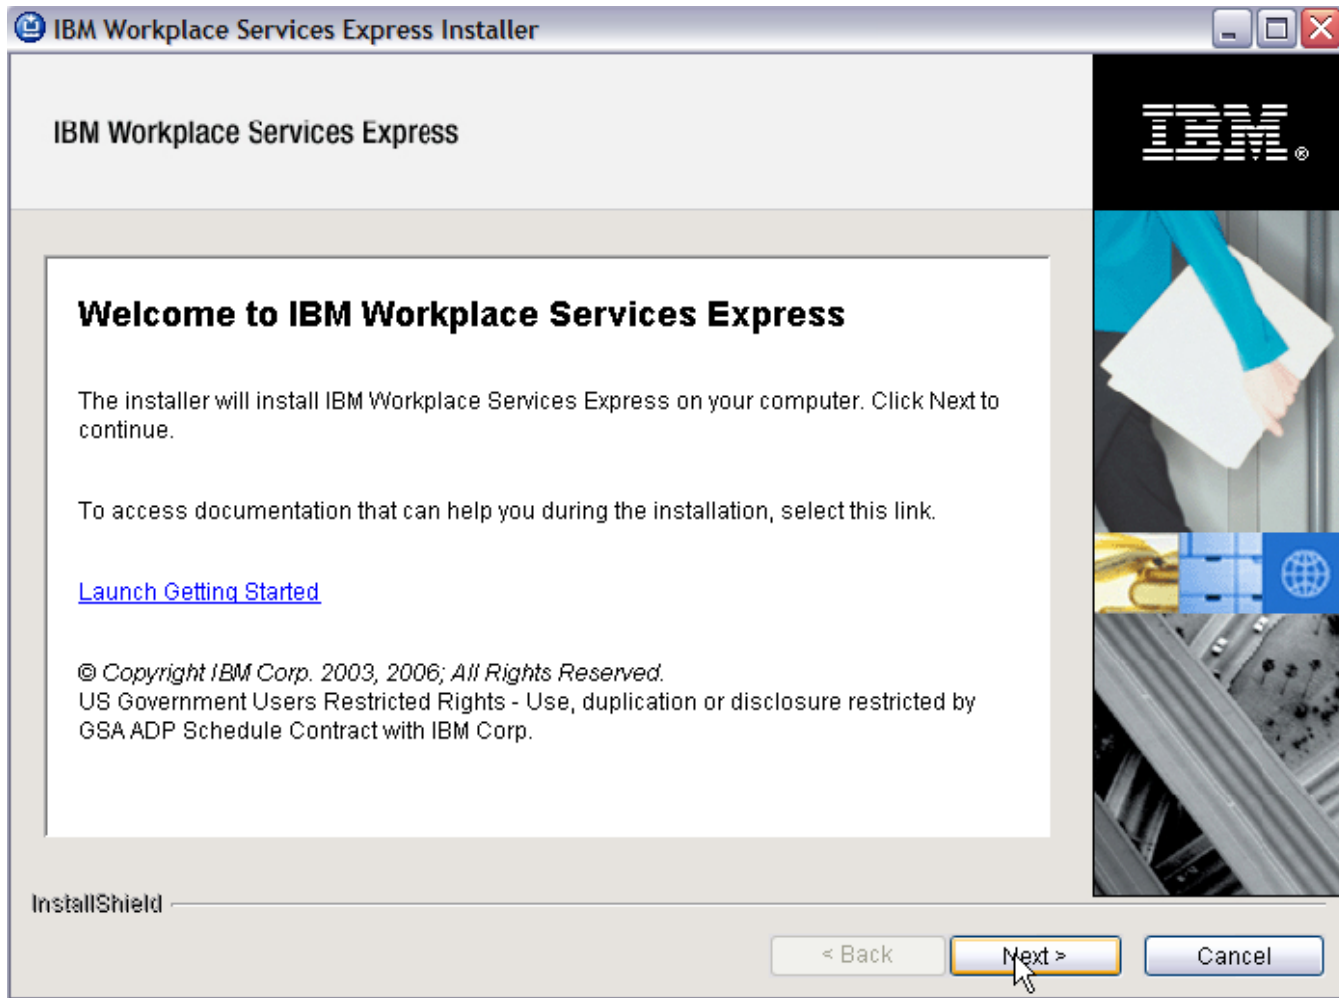 IBM Workplace Services Express Installer
IBM Workplace Services Express
IBM®
Welcome to IBM Workplace Services Express
The installer will install IBM Workplace Services Express on your computer. Click Next to
continue.
To access documentation that can help you during the installation, select this link.
Launch Getting Started
© Copyright IBM Corp. 2003, 2006; All Rights Reserved.
US Government Users Restricted Rights - Use, duplication or disclosure restricted by
GSA ADP Schedule Contract with IBM Corp.
InstallShield
< Back
Next >
Cancel